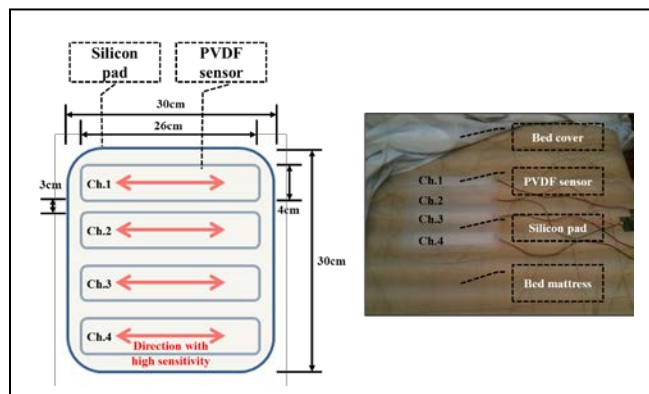 Silicon
pad
PVDF
sensor
30cm
26cm
3cm
4cm
30cm
Ch.1
Ch.2
Ch.3
Ch.4
Direction with
high sensitivity
Bed cover
Ch.1
PVDF sensor
Ch.2
Ch.3
Silicon pad
Ch.4
Bed mattress